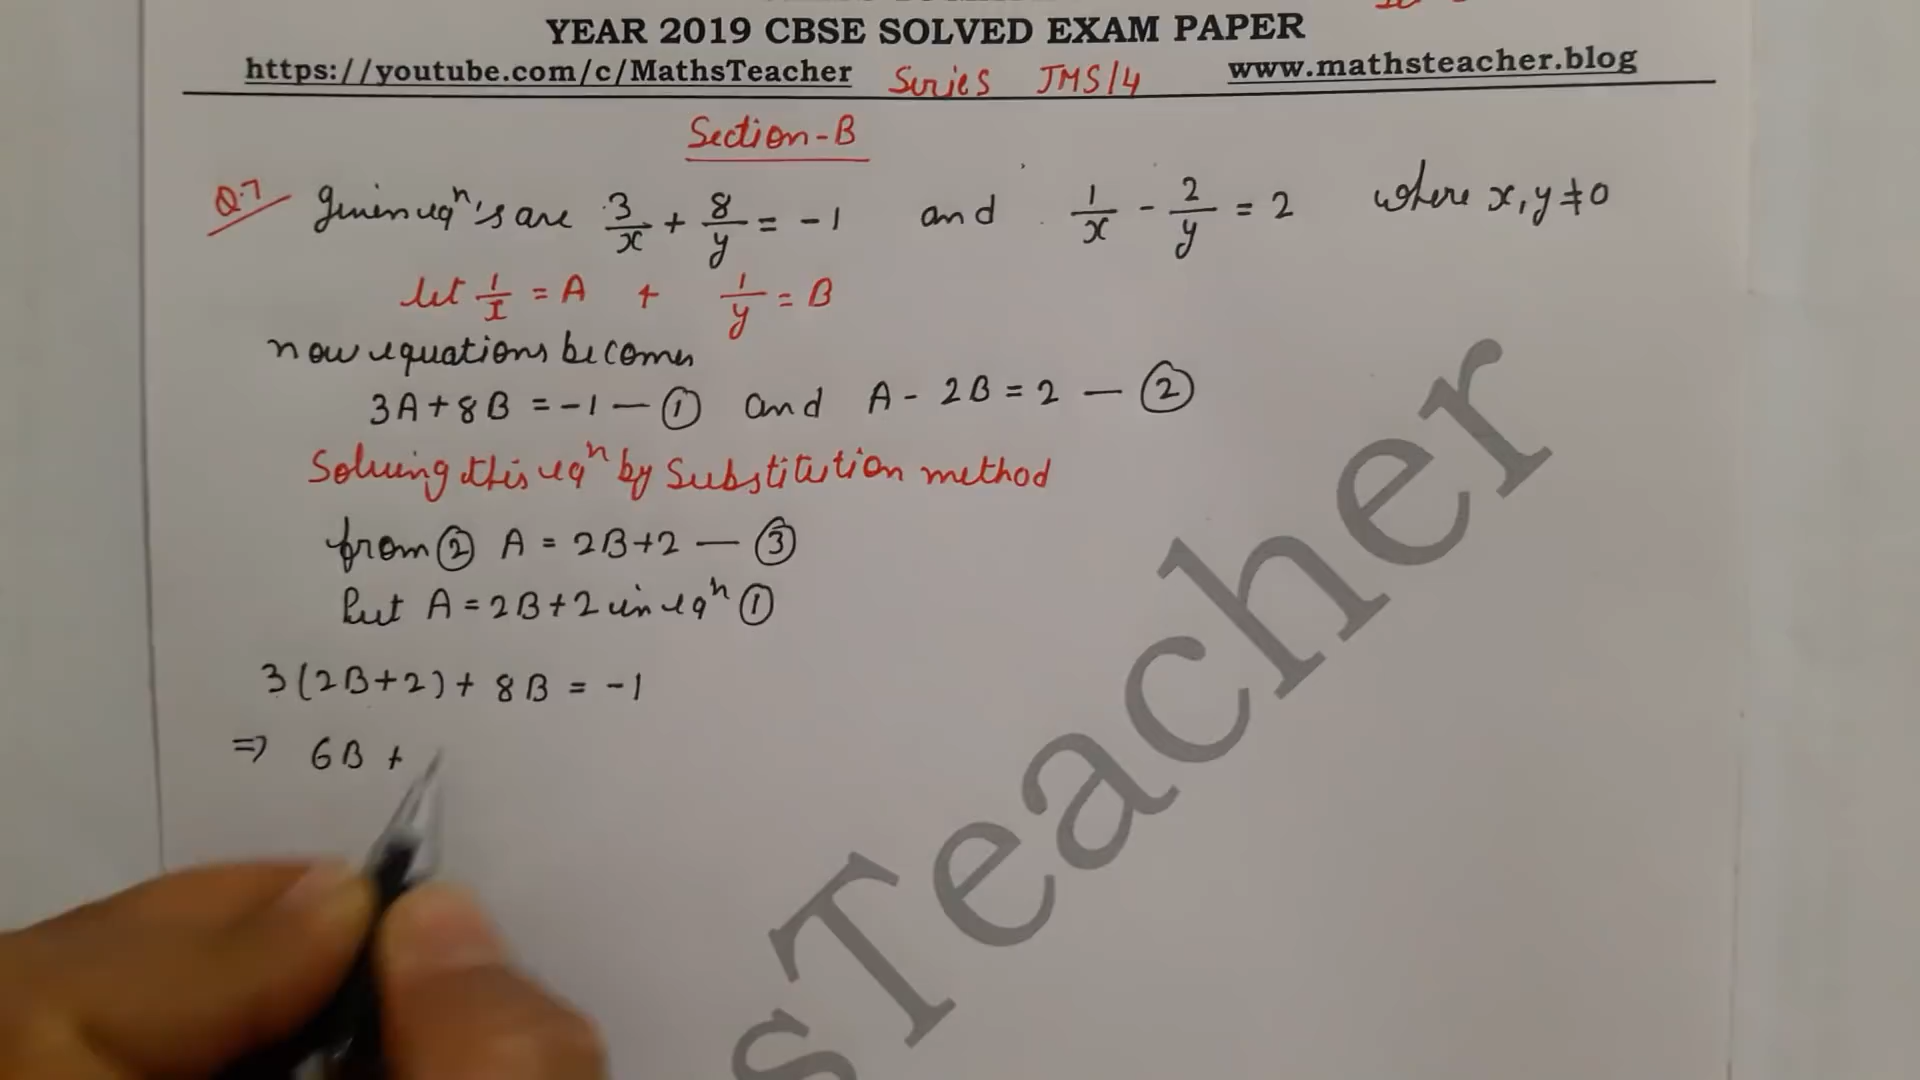 YEAR 2019 CBSE SOLVED EXAM PAPER
https://youtube.com/c/MathsTeacher Series JMS/4 www.mathsteacher.blog
Section-B
Q.7 Given eqⁿ's are 3/x + 8/y = -1 and 1/x - 2/y = 2 where x, y ≠ 0
let 1/x = A + 1/y = B
now equations becomes
3A + 8B = -1 — ① and A - 2B = 2 — ②
Solving this eqⁿ by Substitution method
from ② A = 2B+2 — ③
Put A = 2B+2 in eqⁿ ①
3(2B+2) + 8B = -1
⇒ 6B +
sTeacher